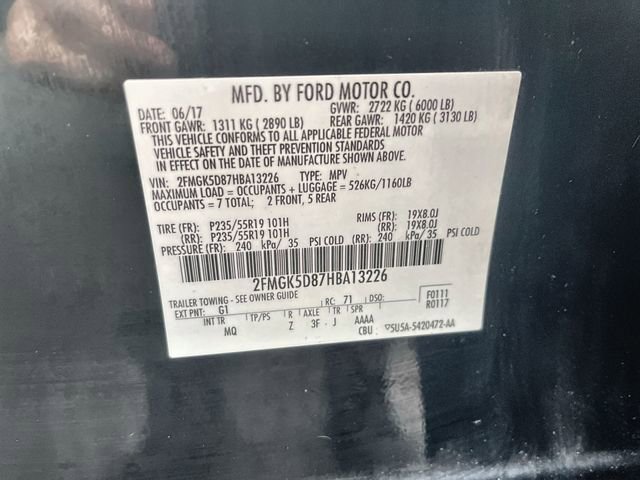 MFD. BY FORD MOTOR CO.
DATE: 06/17 GVWR: 2722 KG ( 6000 LB)
FRONT GAWR: 1311 KG ( 2890 LB) REAR GAWR: 1420 KG ( 3130 LB)
THIS VEHICLE CONFORMS TO ALL APPLICABLE FEDERAL MOTOR
VEHICLE SAFETY AND THEFT PREVENTION STANDARDS
IN EFFECT ON THE DATE OF MANUFACTURE SHOWN ABOVE.
VIN: 2FMGK5D87HBA13226 TYPE: MPV
MAXIMUM LOAD = OCCUPANTS + LUGGAGE = 526KG/1160LB
OCCUPANTS = 7 TOTAL; 2 FRONT, 5 REAR
TIRE (FR): P235/55R19 101H RIMS (FR): 19X8.0J
(RR): P235/55R19 101H (RR): 19X8.0J
PRESSURE (FR): 240 kPa/ 35 PSI COLD (RR): 240 kPa/ 35 PSI COLD
2FMGK5D87HBA13226
TRAILER TOWING - SEE OWNER GUIDE
EXT PNT: G1 RC: 71 DSO: F0111
R0117
INT TR TP/PS R AXLE TR SPR
MQ Z 3F J AAAA
CBU ▽5U5A-5420472-AA